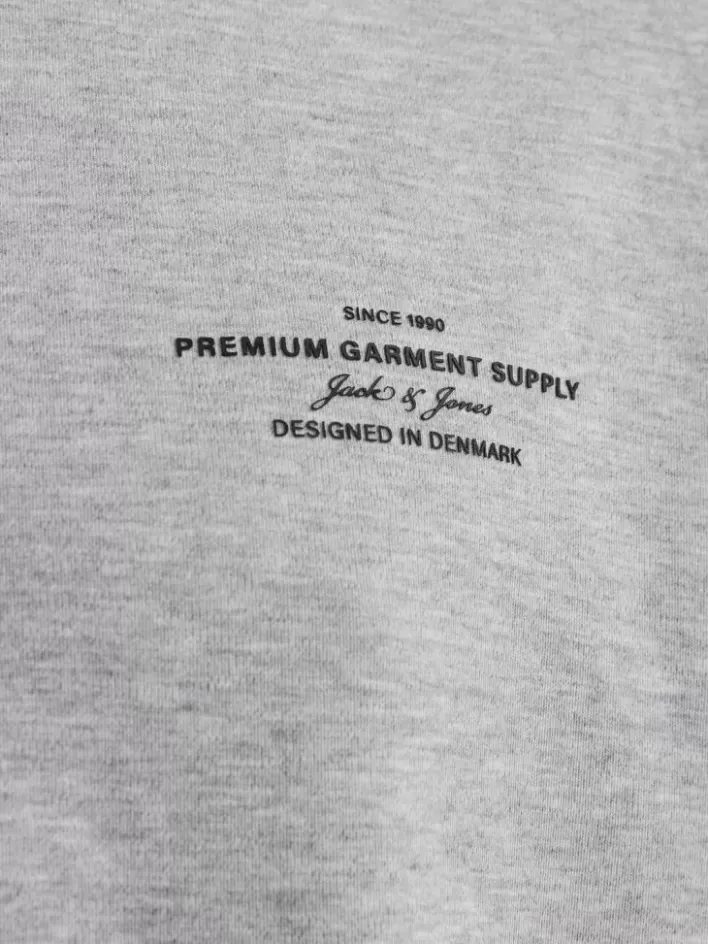 SINCE 1990
PREMIUM GARMENT SUPPLY
Jack & Jones
DESIGNED IN DENMARK